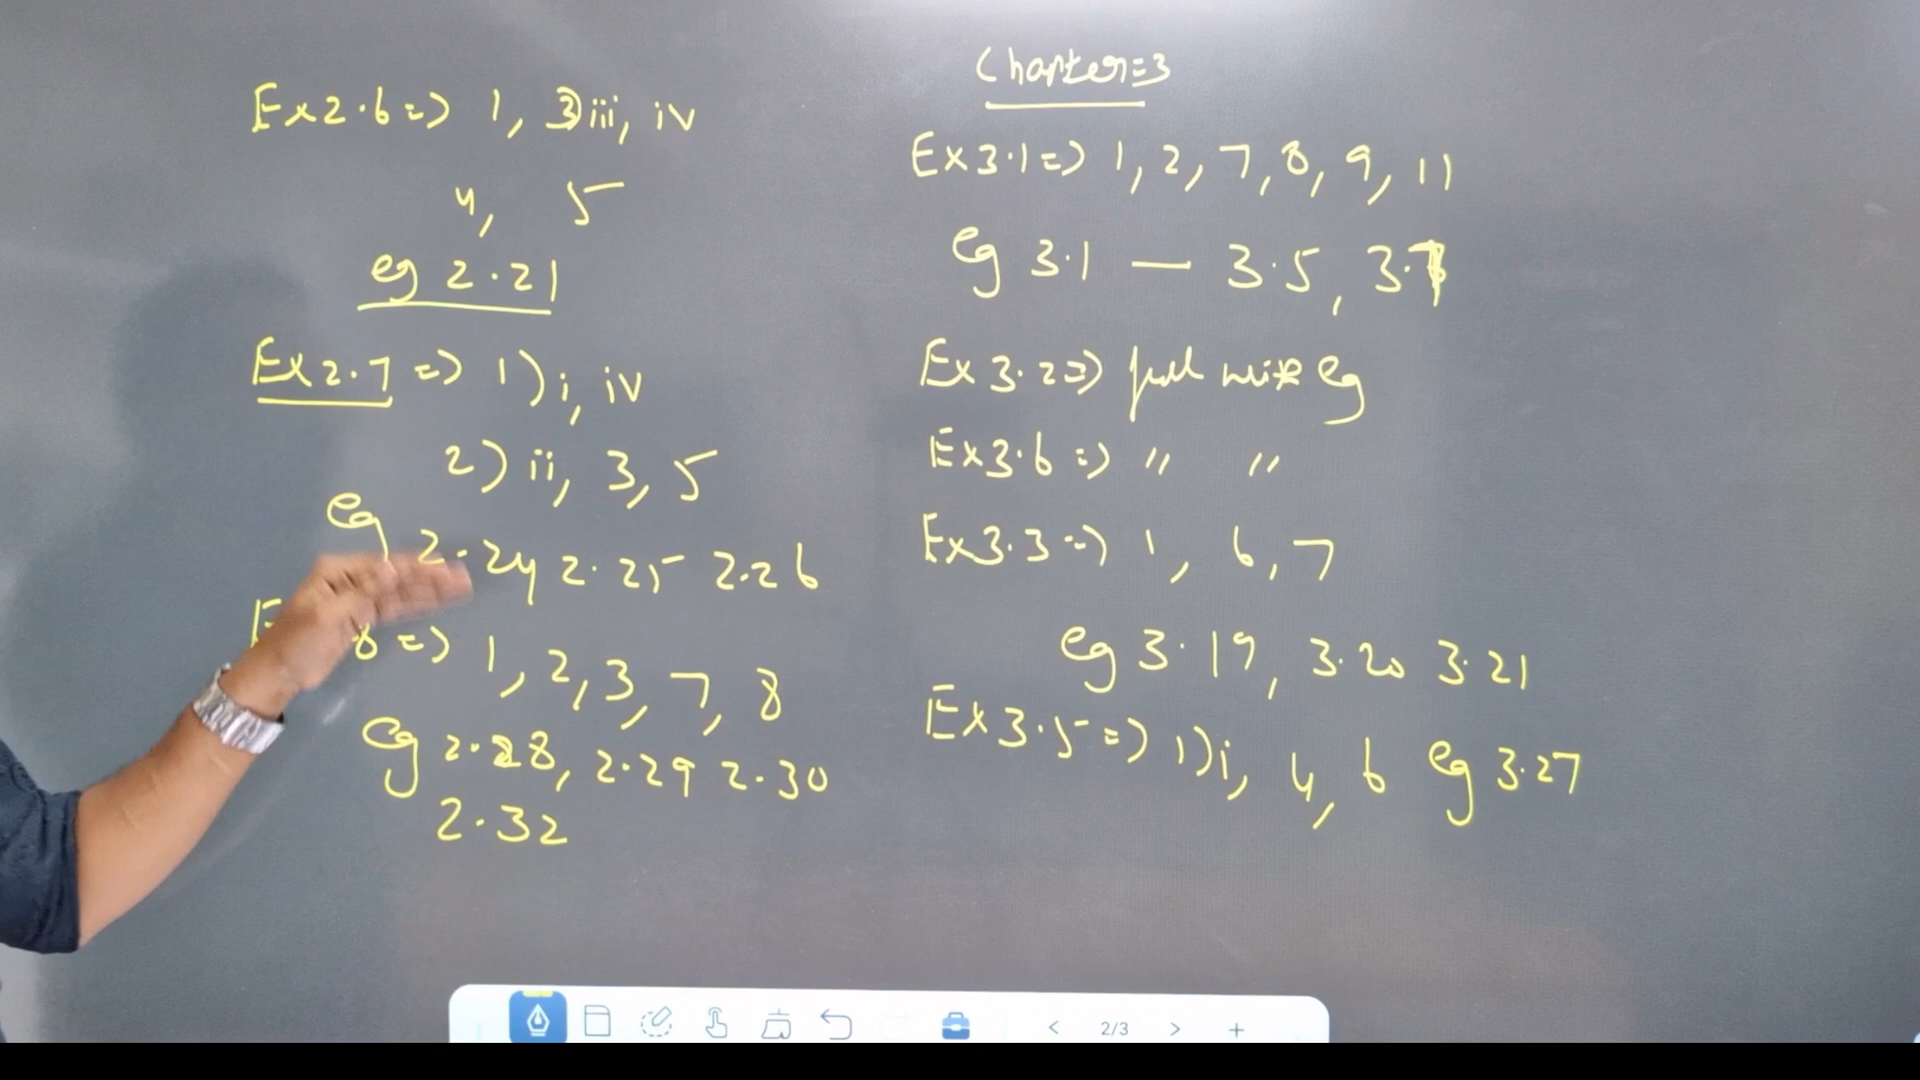 Ex2.6=> 1, 3)iii, iv
4, 5
eg 2.21
Ex2.7=> 1)i, iv
2) ii, 3, 5
eg
2.24 2.25 2.26
8=> 1, 2, 3, 7, 8
eg 2.28, 2.29 2.30
2.32
Chapter=3
Ex3.1=> 1, 2, 7, 8, 9, 11
eg 3.1 — 3.5,
Ex 3.2=> full with eg
Ex3.6=> " "
Ex3.3=> 1, 6, 7
eg 3.19, 3.20 3.21
Ex3.5=> 1)i, 4, 6 eg 3.27
2/3